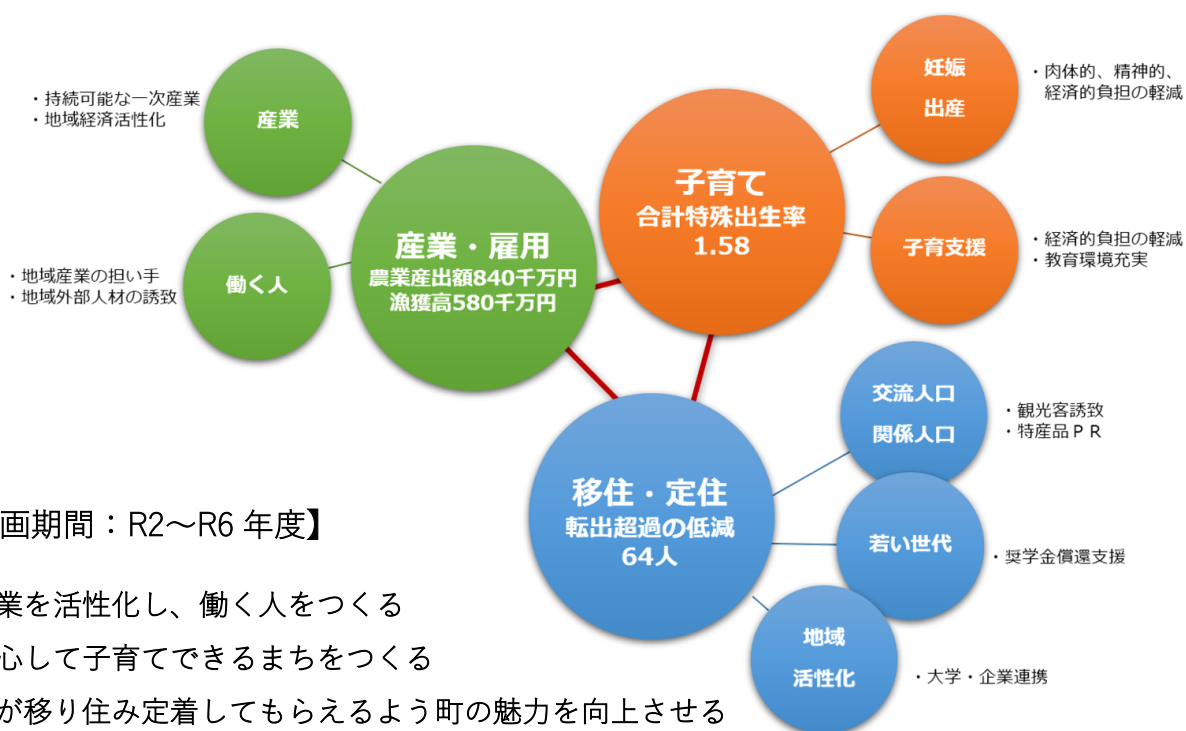 ・持続可能な一次産業
・地域経済活性化
産業
・地域産業の担い手
・地域外部人材の誘致
働く人
産業・雇用
農業産出額840千万円
漁獲高580千万円
子育て
合計特殊出生率
1.58
妊娠
出産
・肉体的、精神的、
経済的負担の軽減
子育支援
・経済的負担の軽減
・教育環境充実
移住・定住
転出超過の低減
64人
交流人口
関係人口
・観光客誘致
・特産品ＰＲ
若い世代
・奨学金償還支援
地域
活性化
・大学・企業連携
画期間：R2～R6 年度】
業を活性化し、働く人をつくる
心して子育てできるまちをつくる
が移り住み定着してもらえるよう町の魅力を向上させる